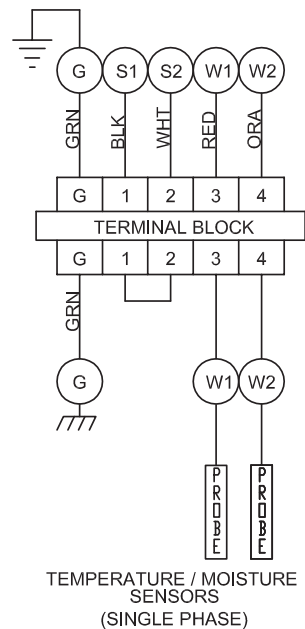 G S1 S2 W1 W2
GRN BLK WHT RED ORA
G 1 2 3 4
TERMINAL BLOCK
G 1 2 3 4
GRN
G W1 W2
PROBE PROBE
TEMPERATURE / MOISTURE
SENSORS
(SINGLE PHASE)